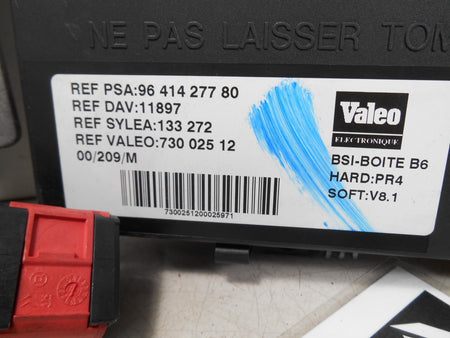 NE PAS LAISSER TOM
REF PSA:96 414 277 80
REF DAV:11897
REF SYLEA:133 272
REF VALEO:730 025 12
00/209/M
7300251200025971
Valeo
ELECTRONIQUE
BSI-BOITE B6
HARD:PR4
SOFT:V8.1